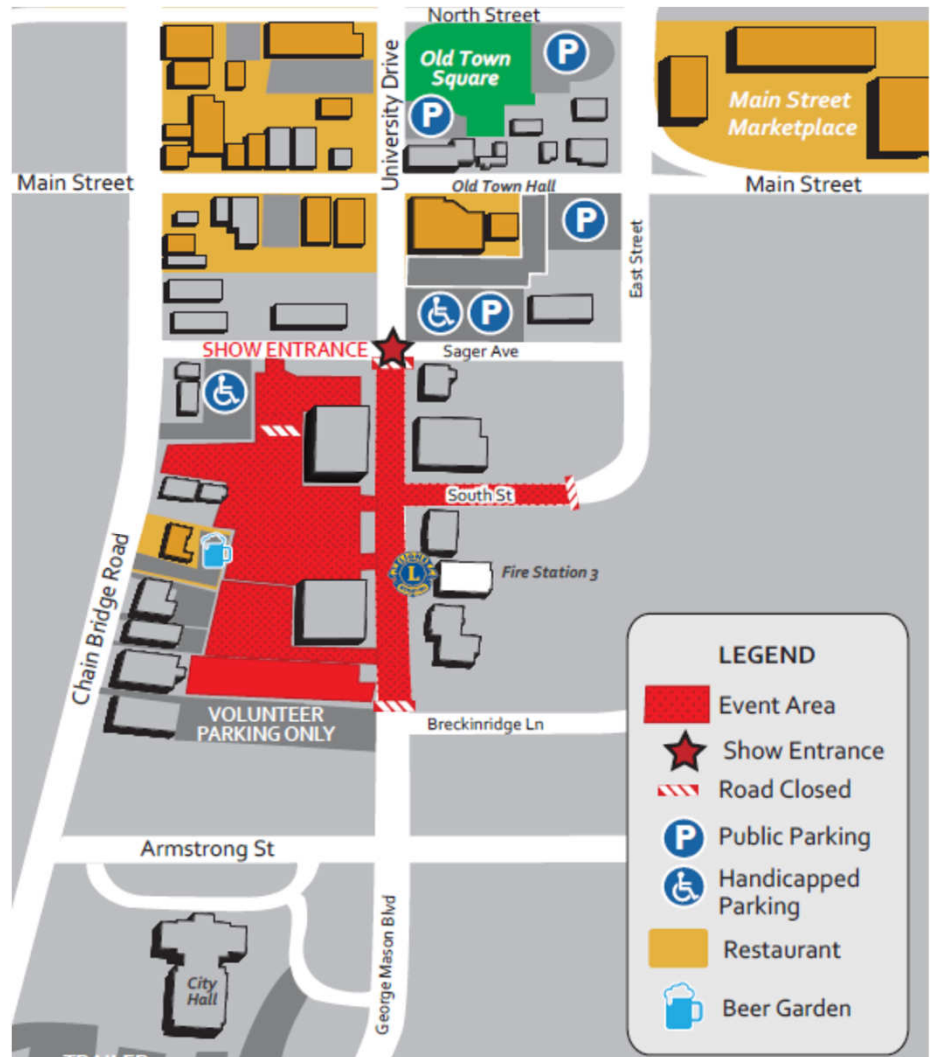 North Street
University Drive
Old Town
Square
P
P
Main Street
Marketplace
Main Street
Old Town Hall
Main Street
P
East Street
P
SHOW ENTRANCE
Sager Ave
South St
L
Fire Station 3
Chain Bridge Road
VOLUNTEER
PARKING ONLY
Breckinridge Ln
Armstrong St
George Mason Blvd
City
Hall
TRAILER
LEGEND
Event Area
Show Entrance
Road Closed
P
Public Parking
Handicapped
Parking
Restaurant
Beer Garden